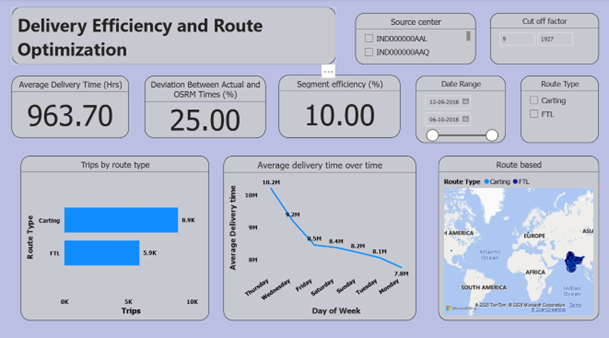 Delivery Efficiency and Route
Optimization
Source center
IND000000AAL
IND000000AAQ
Cut off factor
9 1927
Average Delivery Time (Hrs)
963.70
Deviation Between Actual and
OSRM Times (%)
25.00
Segment efficiency (%)
10.00
Date Range
12-09-2018
06-10-2018
Route Type
Carting
FTL
Trips by route type
Route Type
Carting
8.9K
FTL
5.9K
0K 5K 10K
Trips
Average delivery time over time
Average Delivery time
10M
9M
8M
10.2M
9.2M
8.5M
8.4M
8.2M
8.1M
7.8M
Thursday
Wednesday
Friday
Saturday
Sunday
Tuesday
Monday
Day of Week
Route based
Route Type Carting FTL
H AMERICA
EUROPE
ASU
Atlantic
Ocean
AFRICA
SOUTH AMERICA
Indian
Ocean
Microsoft Bing
Microsoft Corporation
OpenStreetMap
Terms